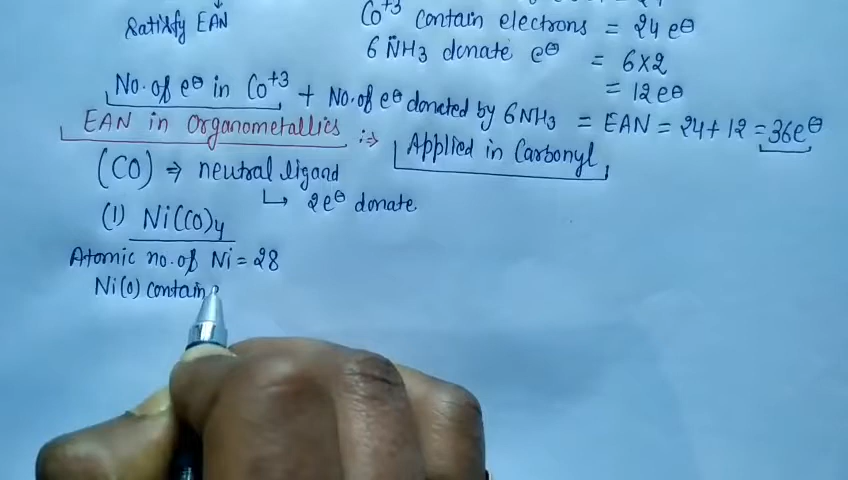 Satisfy EAN
Co+3 contain electrons = 24 e⊖
6 N̈H3 donate e⊖ = 6×2
= 12 e⊖
No. of e⊖ in Co+3 + No. of e⊖ donated by 6NH3 = EAN = 24+12 = 36e⊖
EAN in Organometallics :⇒ Applied in Carbonyl
(CO) ⇒ neutral ligand
↳ 2e⊖ donate
(1) Ni(CO)4
Atomic no. of Ni = 28
Ni(0) contain